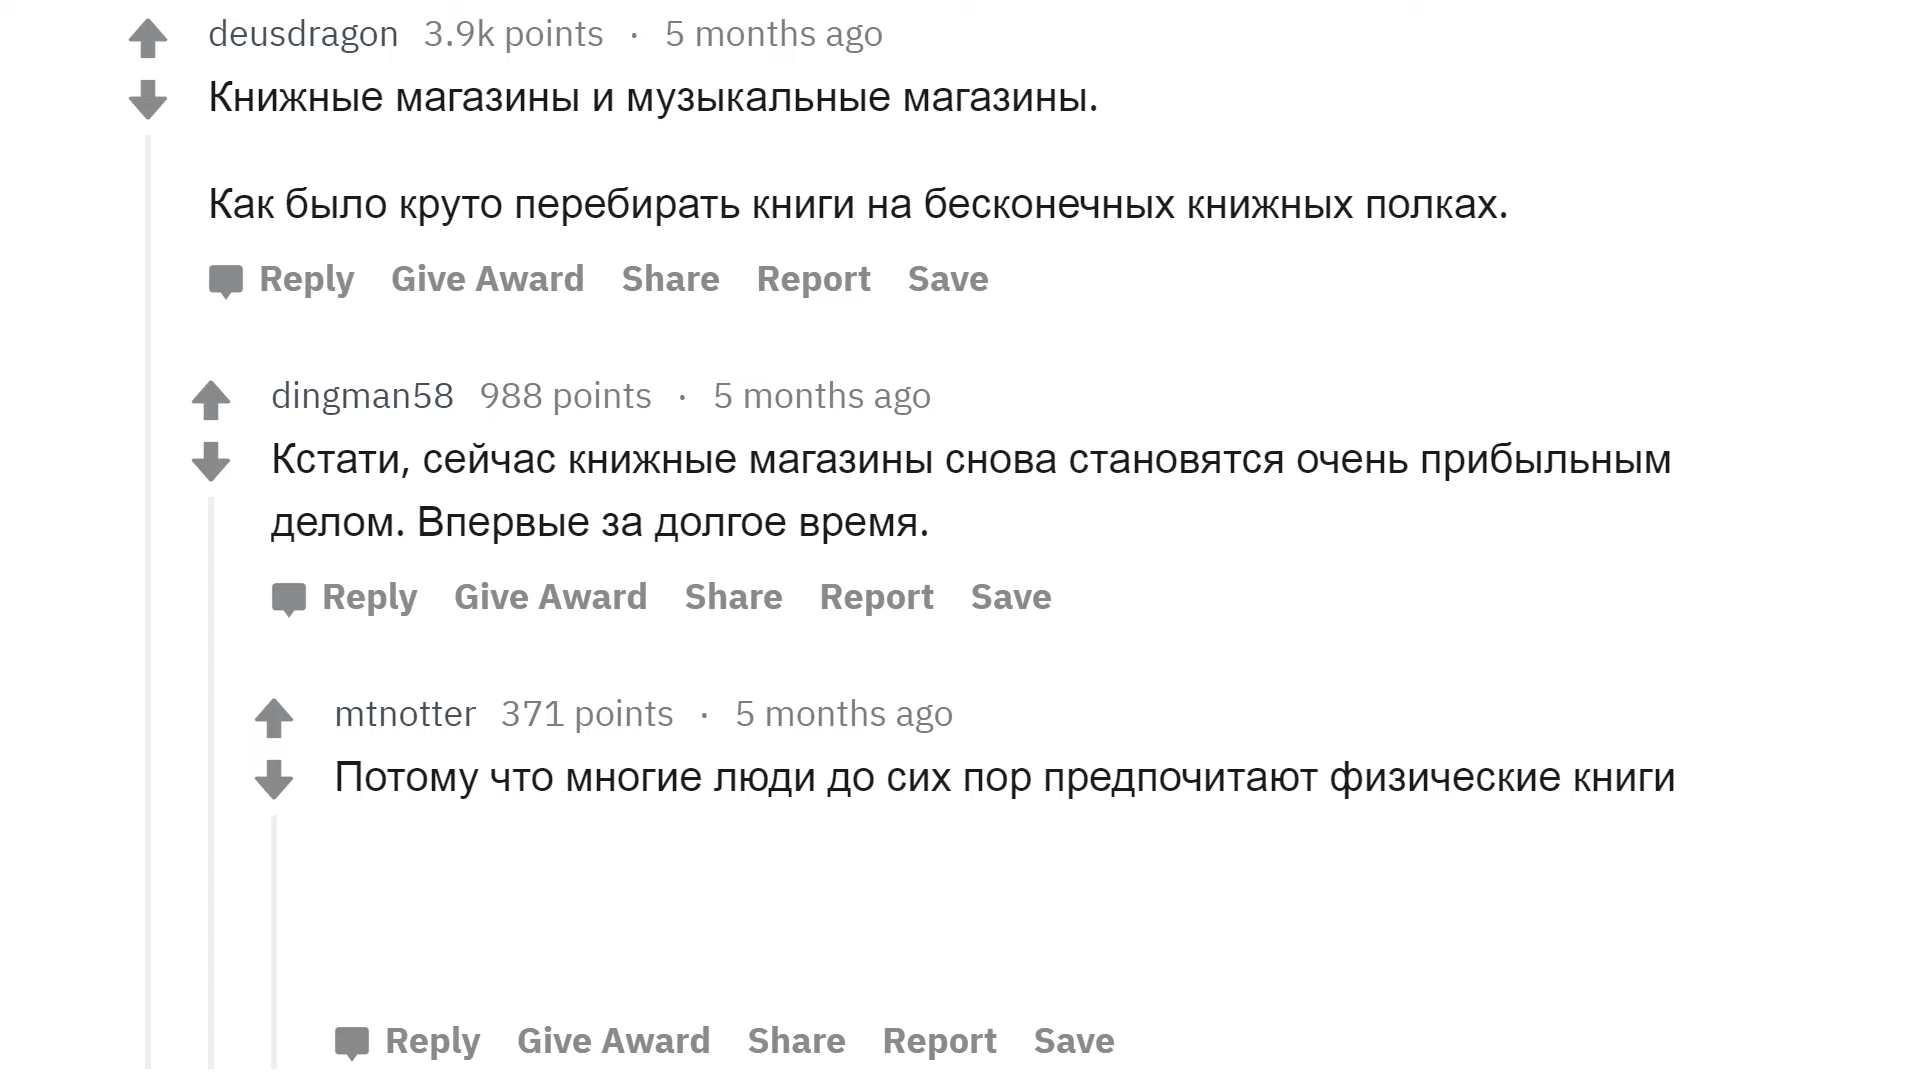 deusdragon 3.9k points · 5 months ago
Книжные магазины и музыкальные магазины.
Как было круто перебирать книги на бесконечных книжных полках.
Reply Give Award Share Report Save
dingman58 988 points · 5 months ago
Кстати, сейчас книжные магазины снова становятся очень прибыльным
делом. Впервые за долгое время.
Reply Give Award Share Report Save
mtnotter 371 points · 5 months ago
Потому что многие люди до сих пор предпочитают физические книги
Reply Give Award Share Report Save